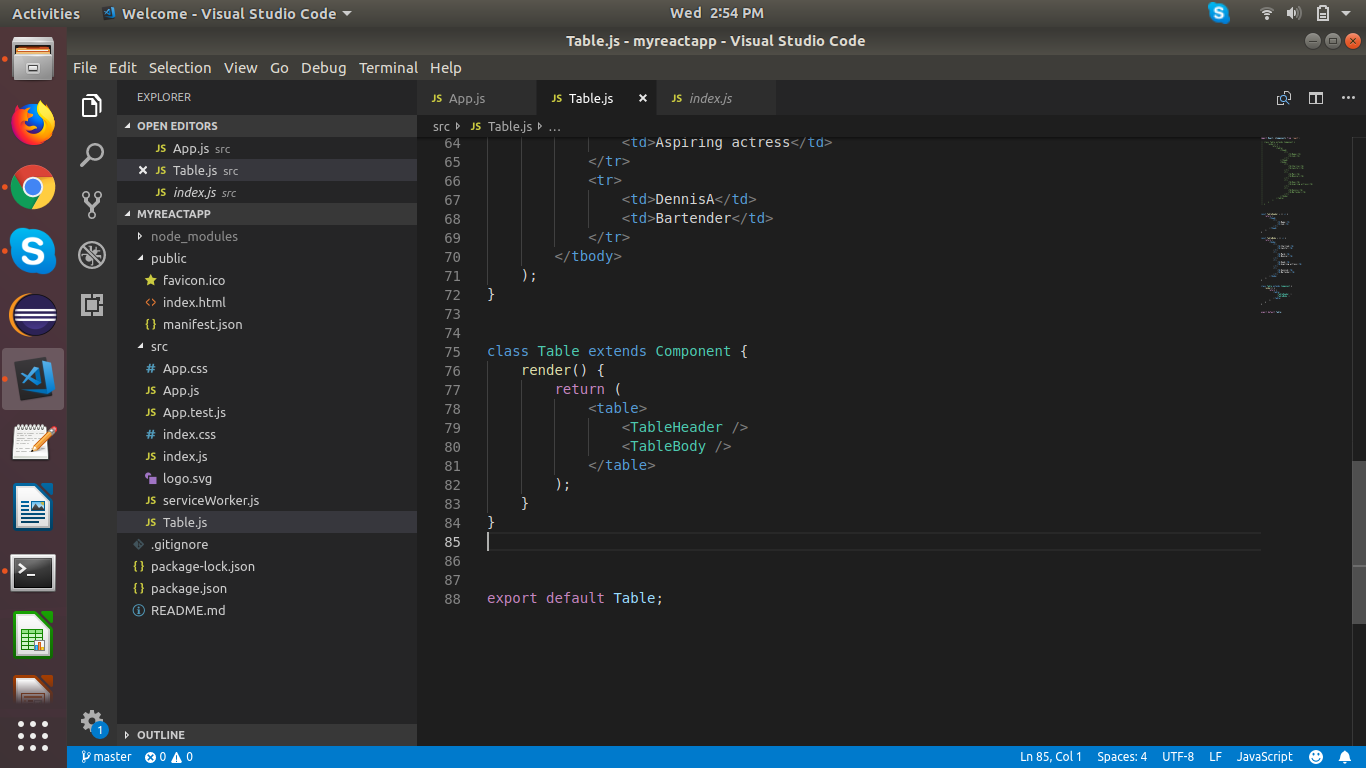 Activities Welcome - Visual Studio Code Wed 2:54 PM
Table.js - myreactapp - Visual Studio Code
File Edit Selection View Go Debug Terminal Help
EXPLORER
OPEN EDITORS
JS App.js src
JS Table.js src
JS index.js src
MYREACTAPP
node_modules
public
favicon.ico
<> index.html
{} manifest.json
src
# App.css
JS App.js
JS App.test.js
# index.css
JS index.js
logo.svg
JS serviceWorker.js
JS Table.js
.gitignore
{} package-lock.json
{} package.json
README.md
OUTLINE
JS App.js JS Table.js JS index.js
src JS Table.js ...
64 <td>Aspiring actress</td>
65 </tr>
66 <tr>
67 <td>DennisA</td>
68 <td>Bartender</td>
69 </tr>
70 </tbody>
71 );
72 }
73
74
75 class Table extends Component {
76 render() {
77 return (
78 <table>
79 <TableHeader />
80 <TableBody />
81 </table>
82 );
83 }
84 }
85
86
87
88 export default Table;
1
master 0 0 Ln 85, Col 1 Spaces: 4 UTF-8 LF JavaScript